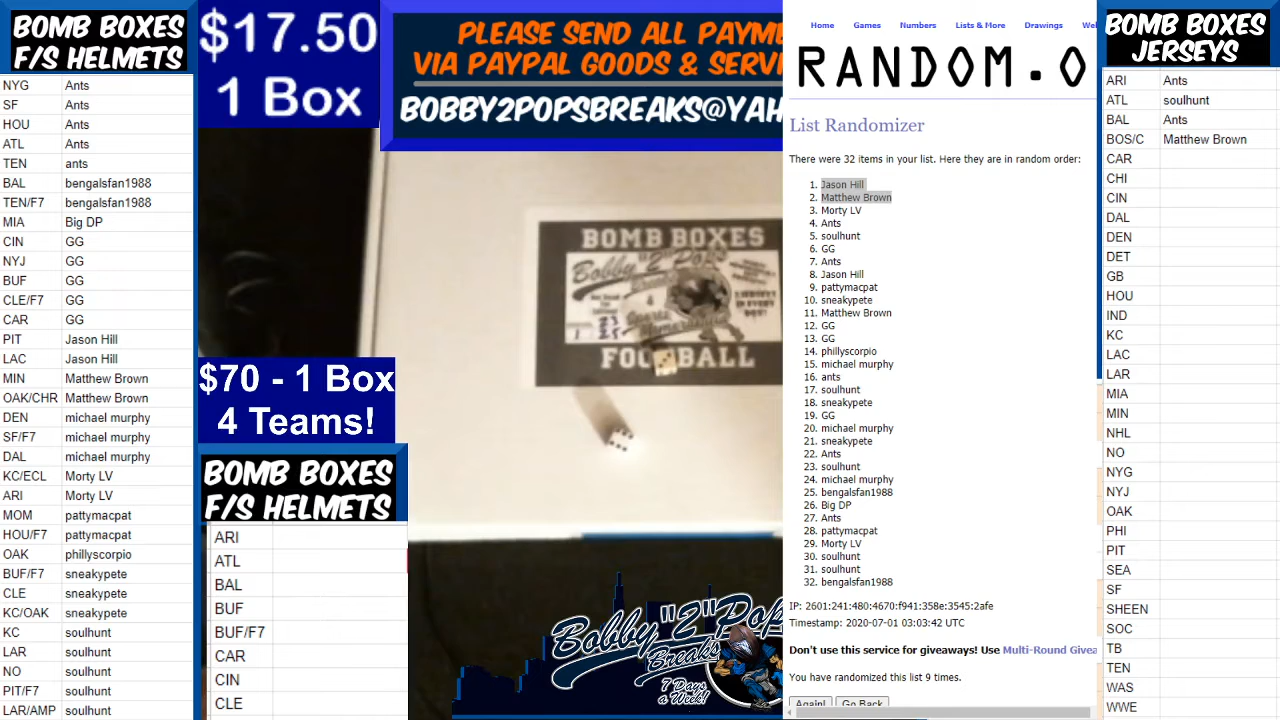 BOMB BOXES
F/S HELMETS
NYG Ants
SF Ants
HOU Ants
ATL Ants
TEN ants
BAL bengalsfan1988
TEN/F7 bengalsfan1988
MIA Big DP
CIN GG
NYJ GG
BUF GG
CLE/F7 GG
CAR GG
PIT Jason Hill
LAC Jason Hill
MIN Matthew Brown
OAK/CHR Matthew Brown
DEN michael murphy
SF/F7 michael murphy
DAL michael murphy
KC/ECL Morty LV
ARI Morty LV
MOM pattymacpat
HOU/F7 pattymacpat
OAK phillyscorpio
BUF/F7 sneakypete
CLE sneakypete
KC/OAK sneakypete
KC soulhunt
LAR soulhunt
NO soulhunt
PIT/F7 soulhunt
LAR/AMP soulhunt
$17.50
1 Box
$70 - 1 Box
4 Teams!
BOMB BOXES
F/S HELMETS
ARI
ATL
BAL
BUF
BUF/F7
CAR
CIN
CLE
PLEASE SEND ALL PAYME
VIA PAYPAL GOODS & SERVI
BOBBY2POPSBREAKS@YAH
BOMB BOXES
Bobby "2" Pops
FOOTBALL
Bobby "2" Pops
Breaks
7 Days
a Week!
Home Games Numbers Lists & More Drawings Wel
RANDOM.O
List Randomizer
There were 32 items in your list. Here they are in random order:
1. Jason Hill
2. Matthew Brown
3. Morty LV
4. Ants
5. soulhunt
6. GG
7. Ants
8. Jason Hill
9. pattymacpat
10. sneakypete
11. Matthew Brown
12. GG
13. GG
14. phillyscorpio
15. michael murphy
16. ants
17. soulhunt
18. sneakypete
19. GG
20. michael murphy
21. sneakypete
22. Ants
23. soulhunt
24. michael murphy
25. bengalsfan1988
26. Big DP
27. Ants
28. pattymacpat
29. Morty LV
30. soulhunt
31. soulhunt
32. bengalsfan1988
IP: 2601:241:480:4670:f941:358e:3545:2afe
Timestamp: 2020-07-01 03:03:42 UTC
Don't use this service for giveaways! Use Multi-Round Givea
You have randomized this list 9 times.
Again! Go Back
BOMB BOXES
JERSEYS
ARI Ants
ATL soulhunt
BAL Ants
BOS/C Matthew Brown
CAR
CHI
CIN
DAL
DEN
DET
GB
HOU
IND
KC
LAC
LAR
MIA
MIN
NHL
NO
NYG
NYJ
OAK
PHI
PIT
SEA
SF
SHEEN
SOC
TB
TEN
WAS
WWE